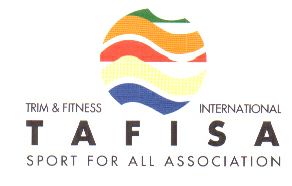 TRIM & FITNESS INTERNATIONAL
TAFISA
SPORT FOR ALL ASSOCIATION